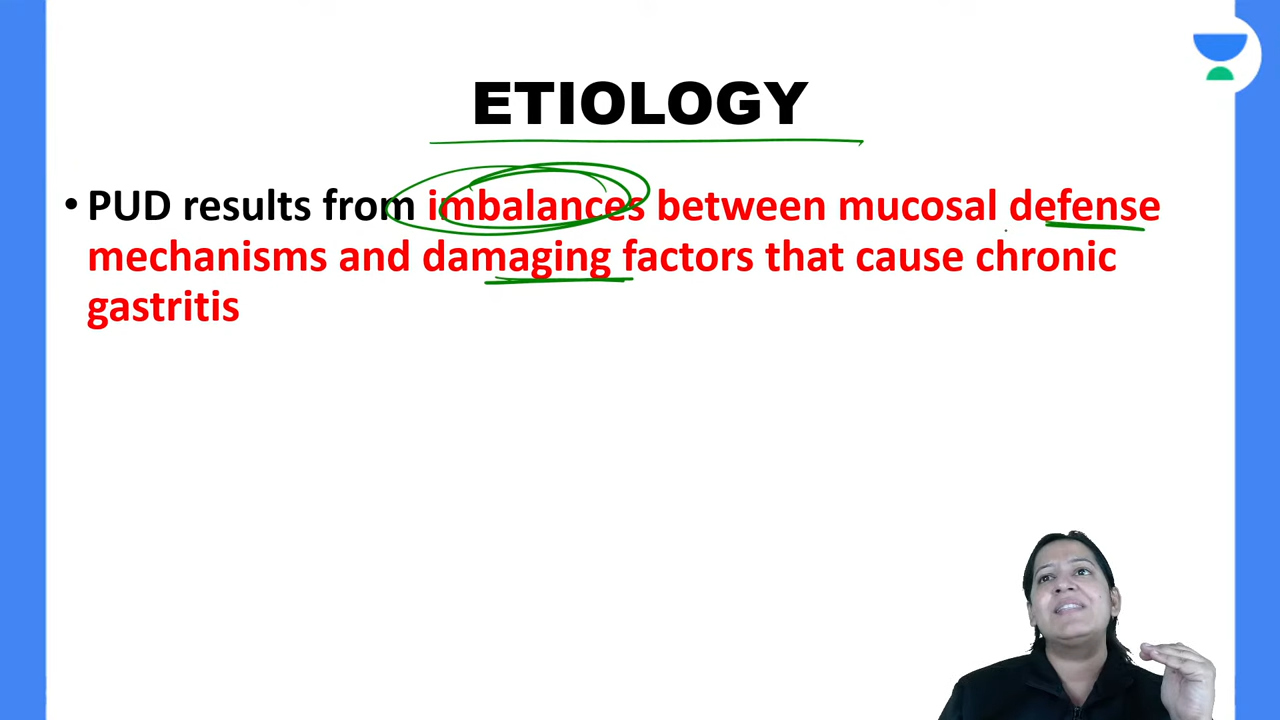 ETIOLOGY
• PUD results from imbalances between mucosal defense
mechanisms and damaging factors that cause chronic
gastritis